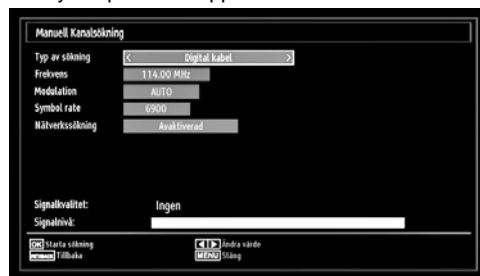 Manuell Kanalsökning
Typ av sökning < Digital kabel >
Frekvens 114.00 MHz
Modulation AUTO
Symbol rate 6900
Nätverkssökning Avaktiverad
Signalkvalitet: Ingen
Signalnivå:
OK Starta sökning Ändra värde
Tillbaka MENU Stäng